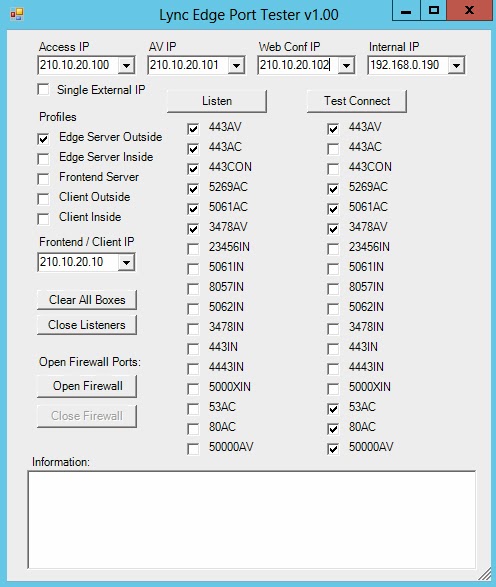 Lync Edge Port Tester v1.00
Access IP AV IP Web Conf IP Internal IP
210.10.20.100 210.10.20.101 210.10.20.102 192.168.0.190
Single External IP
Listen Test Connect
Profiles
Edge Server Outside
Edge Server Inside
Frontend Server
Client Outside
Client Inside
Frontend / Client IP
210.10.20.10
Clear All Boxes
Close Listeners
Open Firewall Ports:
Open Firewall
Close Firewall
443AV 443AV
443AC 443AC
443CON 443CON
5269AC 5269AC
5061AC 5061AC
3478AV 3478AV
23456IN 23456IN
5061IN 5061IN
8057IN 8057IN
5062IN 5062IN
3478IN 3478IN
443IN 443IN
4443IN 4443IN
5000XIN 5000XIN
53AC 53AC
80AC 80AC
50000AV 50000AV
Information: